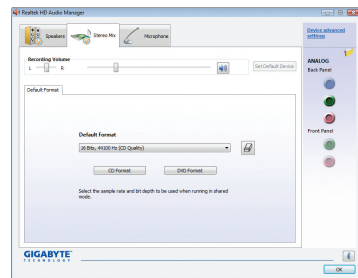 Realtek HD Audio Manager
Speakers
Stereo Mix
Microphone
Device advanced settings
Recording Volume
L
R
Set Default Device
ANALOG
Back Panel
Default Format
Default Format
16 Bits, 44100 Hz (CD Quality)
CD Format
DVD Format
Select the sample rate and bit depth to be used when running in shared
mode.
Front Panel
GIGABYTE™
TECHNOLOGY
i
OK